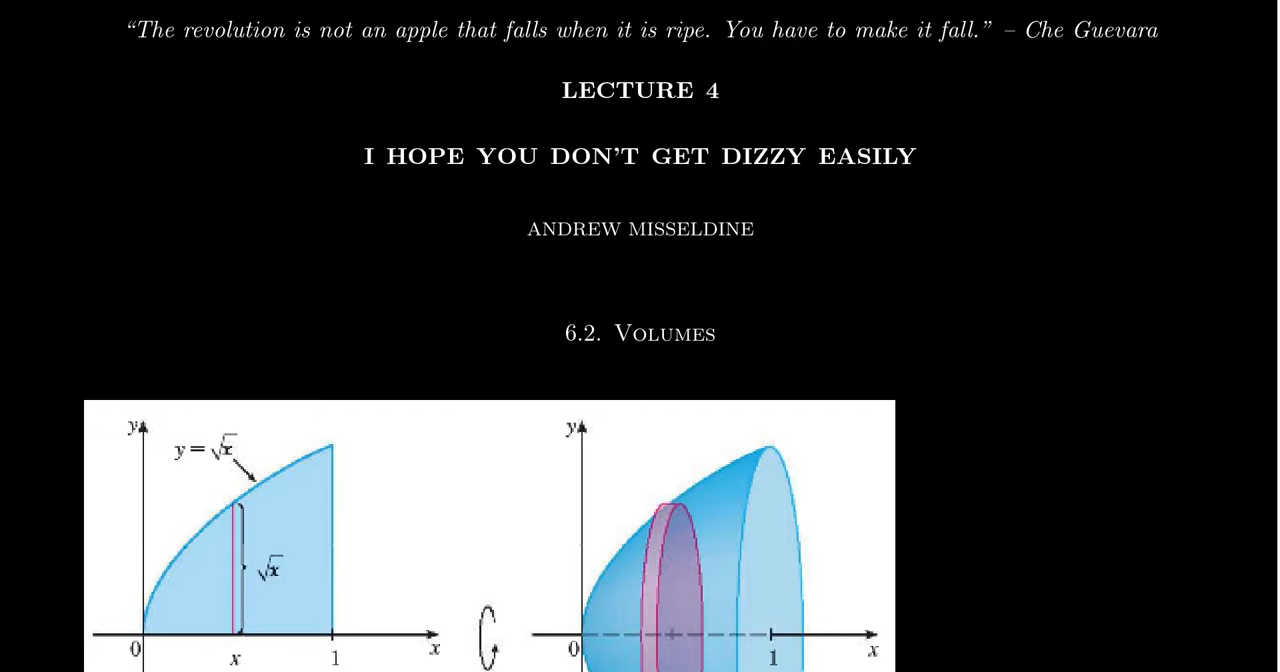 “The revolution is not an apple that falls when it is ripe. You have to make it fall.” – Che Guevara
LECTURE 4
I HOPE YOU DON'T GET DIZZY EASILY
ANDREW MISSELDINE
6.2. VOLUMES
y
y = √x
√x
0
x
1
x
y
0
1
x